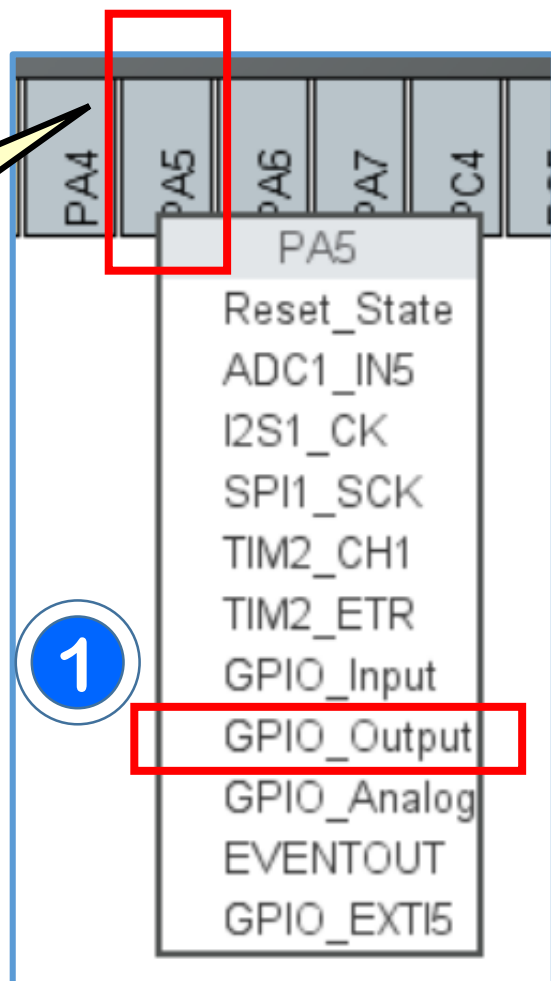 PA4
PA5
PA6
PA7
PC4
PA5
Reset_State
ADC1_IN5
I2S1_CK
SPI1_SCK
TIM2_CH1
TIM2_ETR
1
GPIO_Input
GPIO_Output
GPIO_Analog
EVENTOUT
GPIO_EXTI5